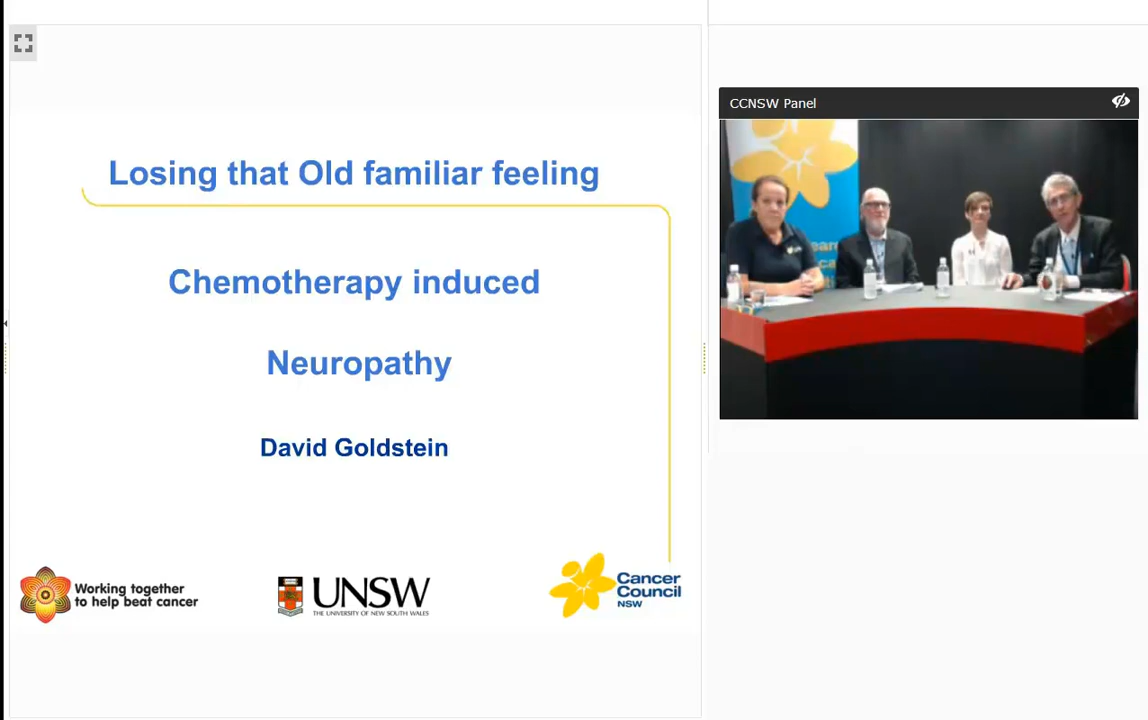 Losing that Old familiar feeling
Chemotherapy induced
Neuropathy
David Goldstein
Working together
to help beat cancer
UNSW
THE UNIVERSITY OF NEW SOUTH WALES
Cancer
Council
NSW
CCNSW Panel